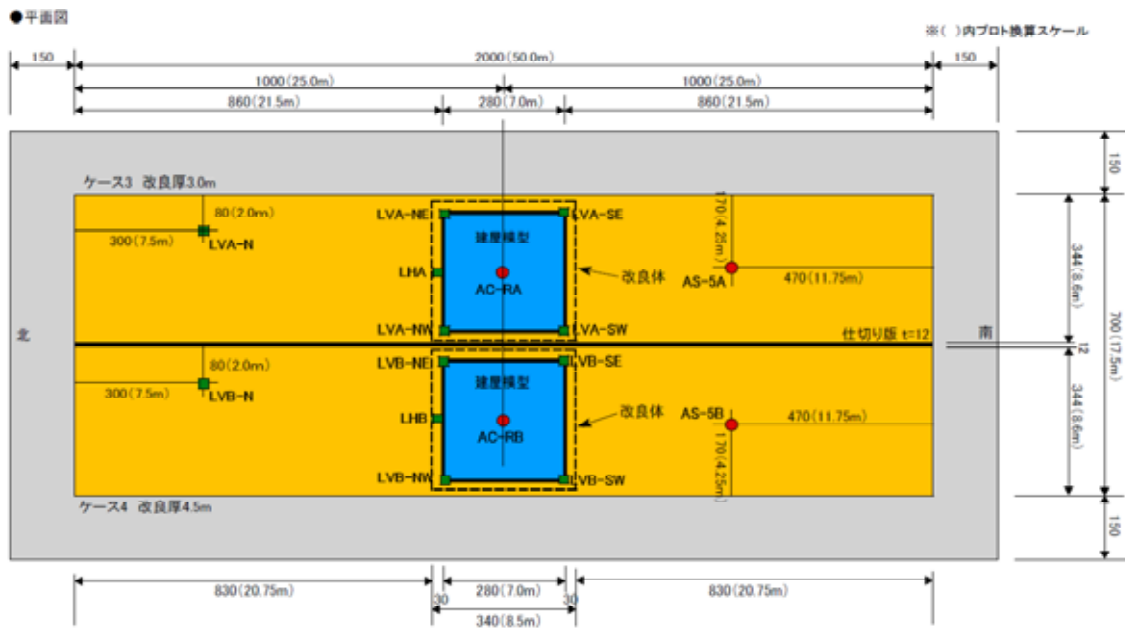 ●平面図
※( )内プロト換算スケール
150
2000(50.0m)
150
1000(25.0m)
1000(25.0m)
860(21.5m)
280(7.0m)
860(21.5m)
ケース3 改良厚3.0m
150
80(2.0m)
LVA-NE
LVA-SE
170(4.25m)
300(7.5m)
LVA-N
建屋模型
LHA
改良体
AS-5A
470(11.75m)
344(8.6m)
AC-RA
700(17.5m)
北
LVA-NW
LVA-SW
仕切り版 t=12
南
12
80(2.0m)
LVB-NE
LVB-SE
300(7.5m)
LVB-N
建屋模型
LHB
改良体
AS-5B
470(11.75m)
344(8.6m)
AC-RB
170(4.25m)
LVB-NW
LVB-SW
ケース4 改良厚4.5m
150
830(20.75m)
30
280(7.0m)
30
830(20.75m)
340(8.5m)